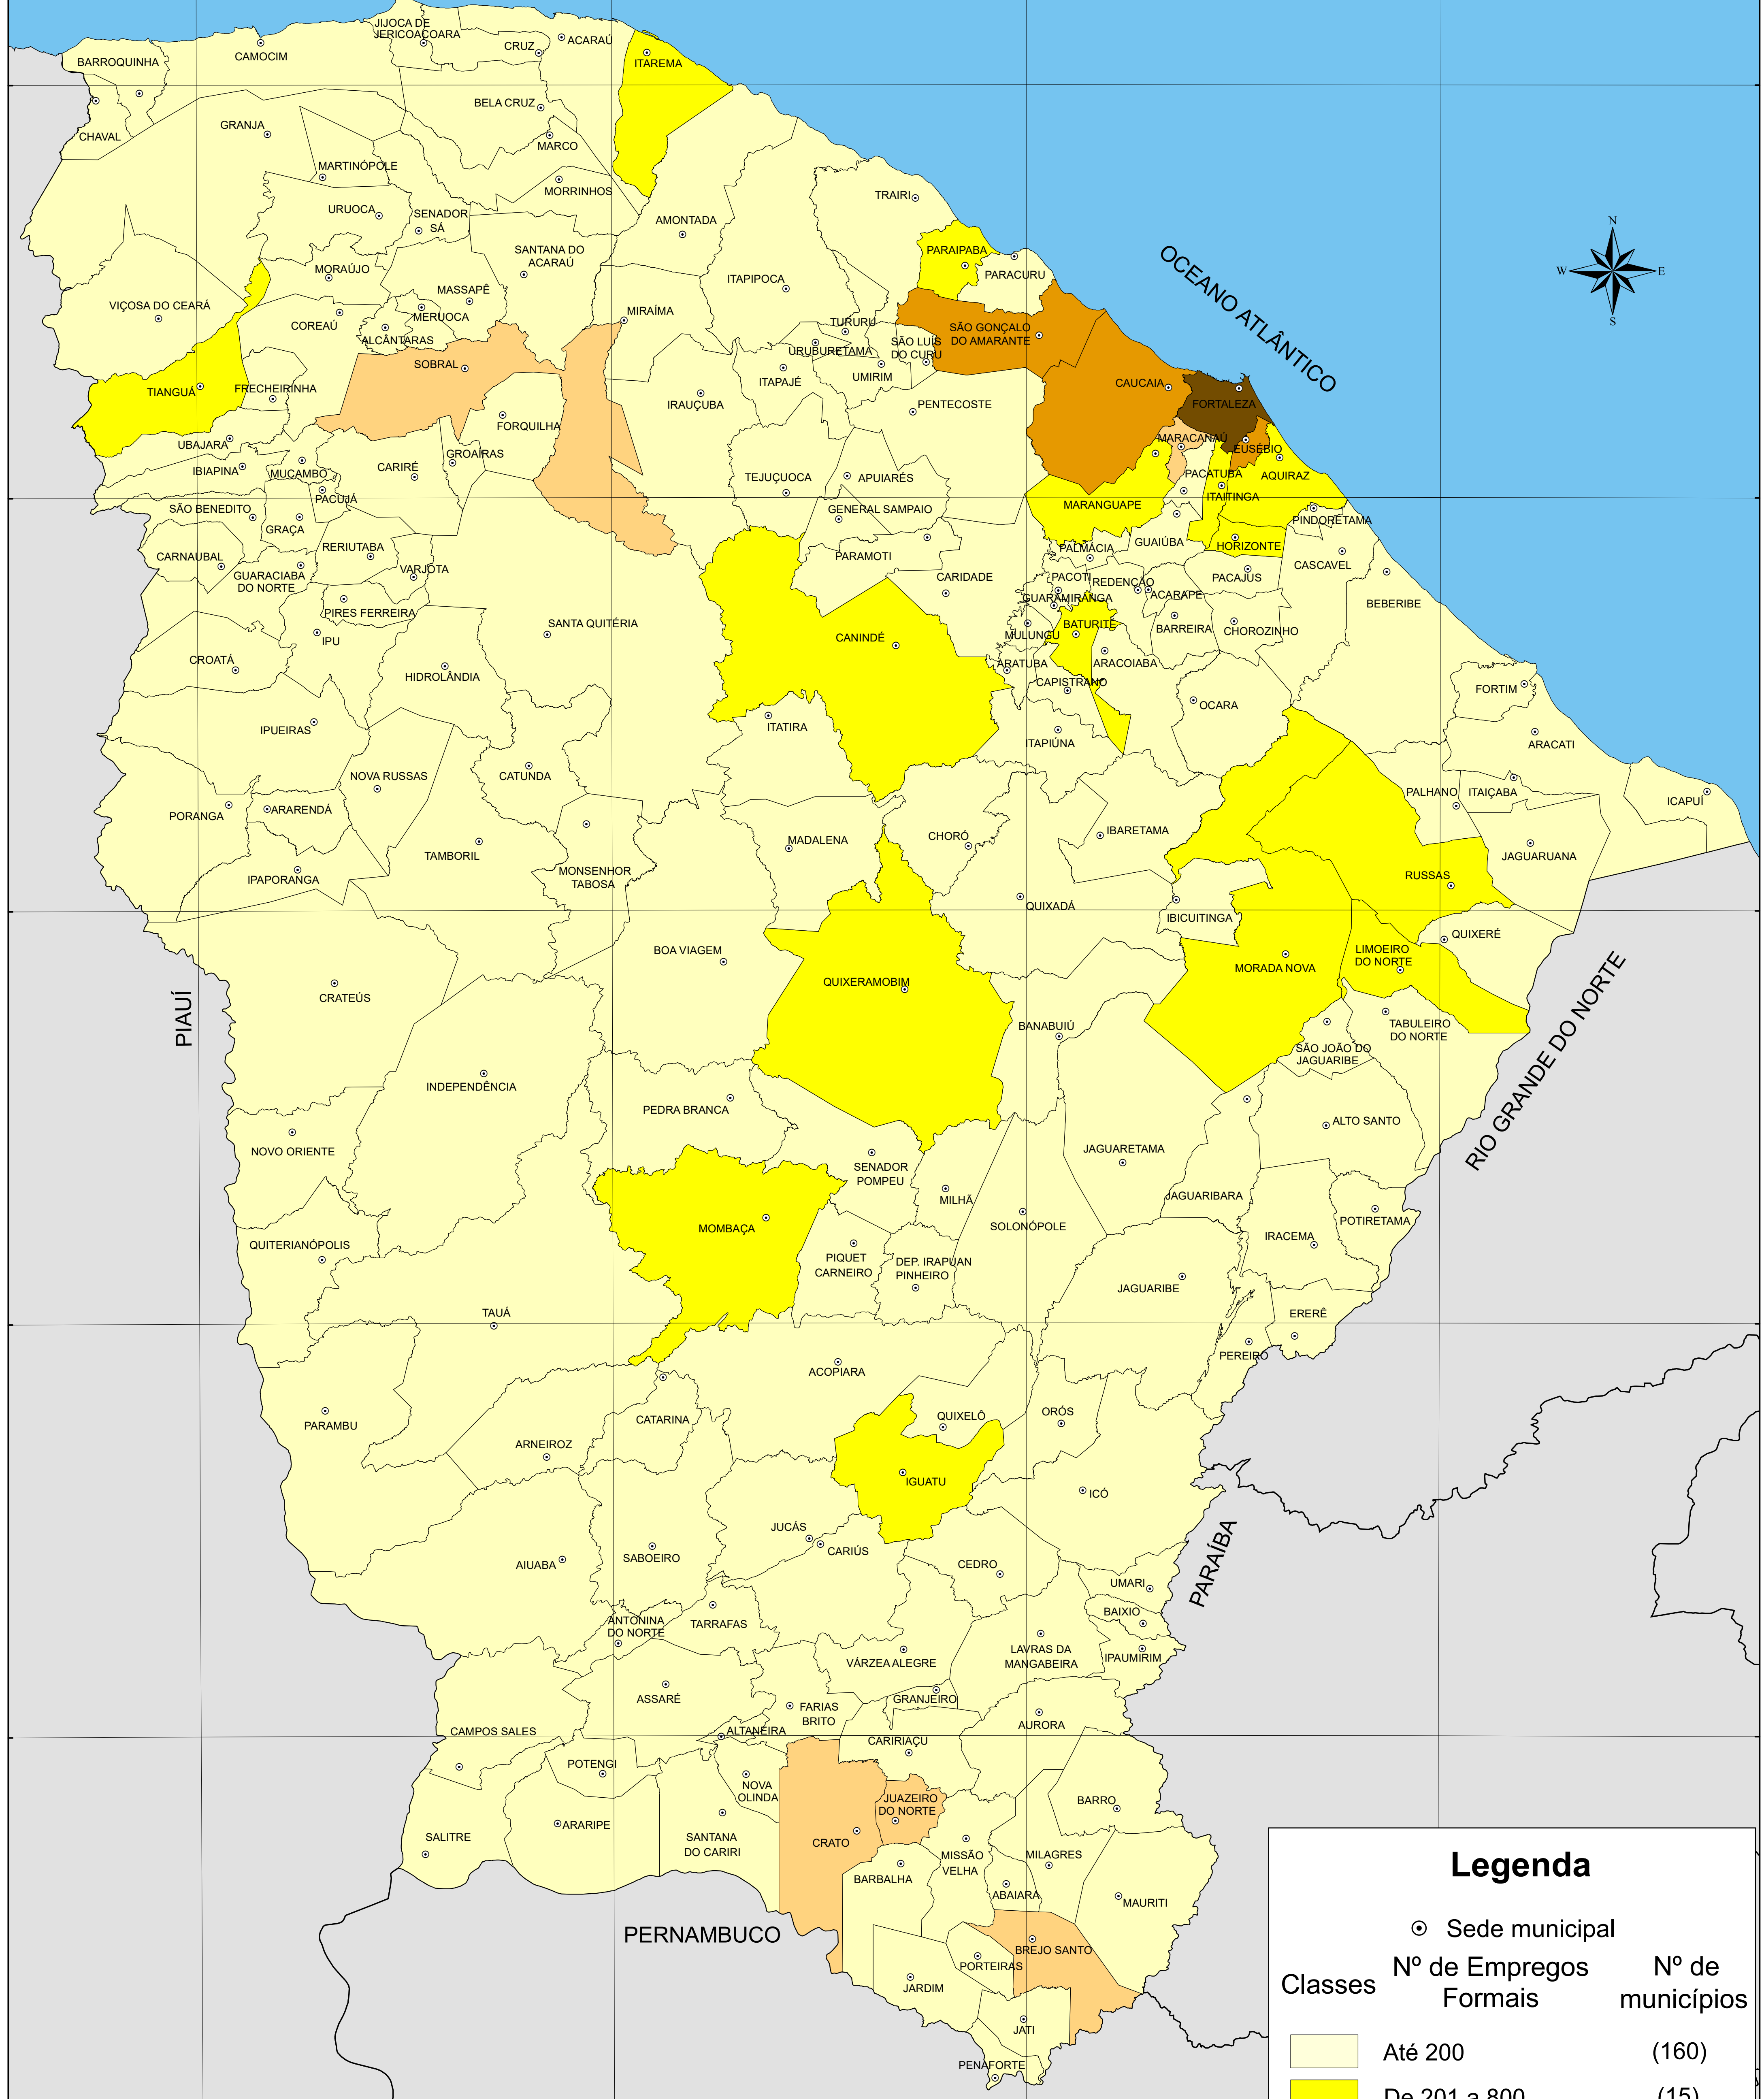 JIJOCA DE
JERICOACOARA
CRUZ
ACARAÚ
BARROQUINHA
CAMOCIM
ITAREMA
CHAVAL
GRANJA
BELA CRUZ
MARCO
MARTINÓPOLE
MORRINHOS
URUOCA
SENADOR
SÁ
AMONTADA
TRAIRI
SANTANA DO
ACARAÚ
PARAIPABA
PARACURU
OCEANO ATLÂNTICO
N
W
E
S
MORAÚJO
ITAPIPOCA
VIÇOSA DO CEARÁ
MASSAPÊ
MERUOCA
MIRAÍMA
COREAÚ
ALCÂNTARAS
TURURU
URUBURETAMA
SÃO LUÍS
DO CURU
SÃO GONÇALO
DO AMARANTE
SOBRAL
TIANGUÁ
FRECHEIRINHA
ITAPAJÉ
UMIRIM
CAUCAIA
IRAUÇUBA
PENTECOSTE
FORTALEZA
FORQUILHA
UBAJARA
MARACANAÚ
EUSÉBIO
GROAÍRAS
IBIAPINA
MUCAMBO
CARIRÉ
TEJUÇUOCA
APUIARÉS
PACATUBA
AQUIRAZ
PACUJÁ
SÃO BENEDITO
GRAÇA
GENERAL SAMPAIO
MARANGUAPE
ITAITINGA
PINDORETAMA
CARNAUBAL
RERIUTABA
GUARACIABA
DO NORTE
VARJOTA
PARAMOTI
PALMÁCIA
GUAIÚBA
HORIZONTE
CASCAVEL
CARIDADE
PACOTI
REDENÇÃO
PACAJUS
GUARAMIRANGA
ACARAPE
BEBERIBE
PIRES FERREIRA
SANTA QUITÉRIA
IPU
CANINDÉ
MULUNGU
BATURITÉ
BARREIRA
CHOROZINHO
CROATÁ
HIDROLÂNDIA
ARATUBA
ARACOIABA
CAPISTRANO
FORTIM
IPUEIRAS
ITATIRA
ITAPIÚNA
OCARA
ARACATI
NOVA RUSSAS
CATUNDA
PALHANO
ITAIÇABA
ICAPUÍ
PORANGA
ARARENDÁ
TAMBORIL
MADALENA
CHORÓ
IBARETAMA
JAGUARUANA
IPAPORANGA
MONSENHOR
TABOSA
RUSSAS
QUIXADÁ
IBICUITINGA
QUIXERÉ
BOA VIAGEM
LIMOEIRO
DO NORTE
MORADA NOVA
CRATEÚS
QUIXERAMOBIM
PIAUÍ
BANABUIÚ
TABULEIRO
DO NORTE
SÃO JOÃO DO
JAGUARIBE
RIO GRANDE DO NORTE
INDEPENDÊNCIA
PEDRA BRANCA
ALTO SANTO
NOVO ORIENTE
JAGUARETAMA
SENADOR
POMPEU
MILHÃ
JAGUARIBARA
MOMBAÇA
SOLONÓPOLE
POTIRETAMA
IRACEMA
QUITERIANÓPOLIS
PIQUET
CARNEIRO
DEP. IRAPUAN
PINHEIRO
JAGUARIBE
TAUÁ
ERERÊ
PEREIRO
ACOPIARA
PARAMBU
CATARINA
QUIXELÔ
ORÓS
ARNEIROZ
IGUATU
ICÓ
JUCÁS
CARIÚS
SABOEIRO
AIUABA
CEDRO
PARAÍBA
UMARI
BAIXIO
ANTONINA
DO NORTE
TARRAFAS
LAVRAS DA
MANGABEIRA
IPAUMIRIM
VÁRZEA ALEGRE
ASSARÉ
FARIAS
BRITO
GRANJEIRO
AURORA
CAMPOS SALES
ALTANEIRA
CARIRIAÇU
POTENGI
NOVA
OLINDA
JUAZEIRO
DO NORTE
BARRO
SALITRE
ARARIPE
SANTANA
DO CARIRI
CRATO
MISSÃO
VELHA
MILAGRES
BARBALHA
ABAIARA
MAURITI
PERNAMBUCO
BREJO SANTO
PORTEIRAS
JARDIM
JATI
PENAFORTE
Legenda
Sede municipal
Classes
Nº de Empregos
Formais
Nº de
municípios
Até 200
(160)
De 201 a 800
(15)